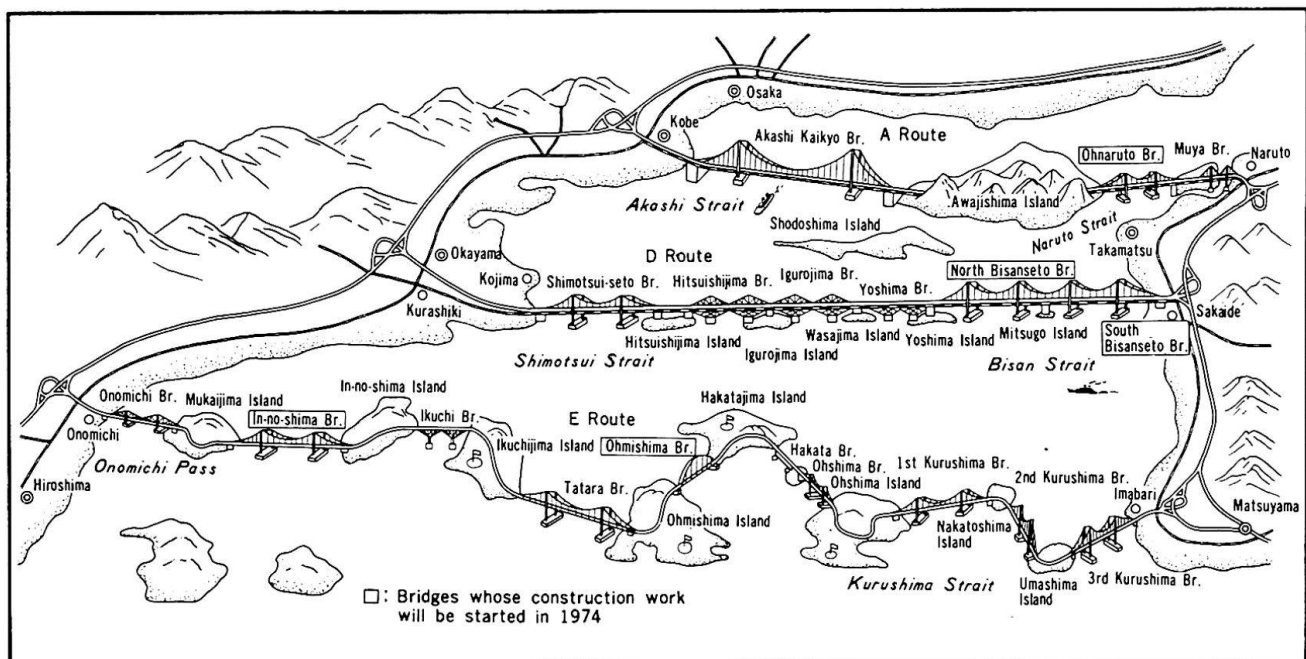 Osaka
Kobe
Akashi Kaikyo Br.
A Route
Ohnaruto Br.
Muya Br.
Naruto
Akashi Strait
Awajishima Island
Shodoshima Islahd
Naruto Strait
Takamatsu
Okayama
Kojima
D Route
Shimotsui-seto Br.
Hitsuishijima Br.
Igurojima Br.
Yoshima Br.
North Bisanseto Br.
Kurashiki
Sakaide
Hitsuishijima Island
Igurojima Island
Wasajima Island
Yoshima Island
Mitsugo Island
South
Bisanseto Br.
Shimotsui Strait
Bisan Strait
Onomichi Br.
Mukaijima Island
In-no-shima Island
In-no-shima Br.
Ikuchi Br.
E Route
Hakatajima Island
Onomichi
Onomichi Pass
Ikuchijima Island
Ohmishima Br.
Hakata Br.
Ohshima Br.
Ohshima Island
1st Kurushima Br.
2nd Kurushima Br.
Imabari
Hiroshima
Tatara Br.
Ohmishima Island
Nakatoshima
Island
Matsuyama
Kurushima Strait
Umashima
Island
3rd Kurushima Br.
: Bridges whose construction work
will be started in 1974